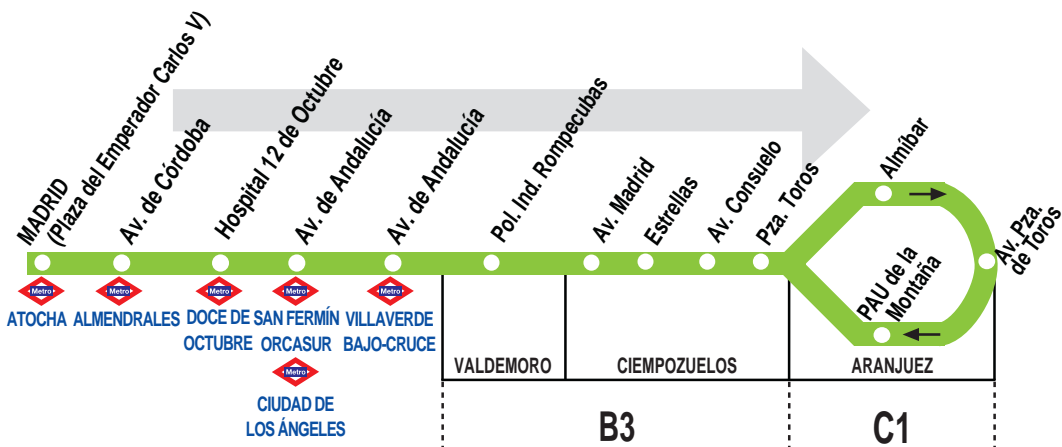 MADRID
(Plaza del Emperador Carlos V)
Av. de Córdoba
Hospital 12 de Octubre
Av. de Andalucía
Av. de Andalucía
Pol. Ind. Rompecubas
Av. Madrid
Estrellas
Av. Consuelo
Pza. Toros
Almíbar
Av. Pza.
de Toros
PAU de la
Montaña
Metro
Metro
Metro
Metro
Metro
ATOCHA
ALMENDRALES
DOCE DE
OCTUBRE
SAN FERMÍN
ORCASUR
VILLAVERDE
BAJO-CRUCE
Metro
CIUDAD DE
LOS ÁNGELES
VALDEMORO
CIEMPOZUELOS
ARANJUEZ
B3
C1